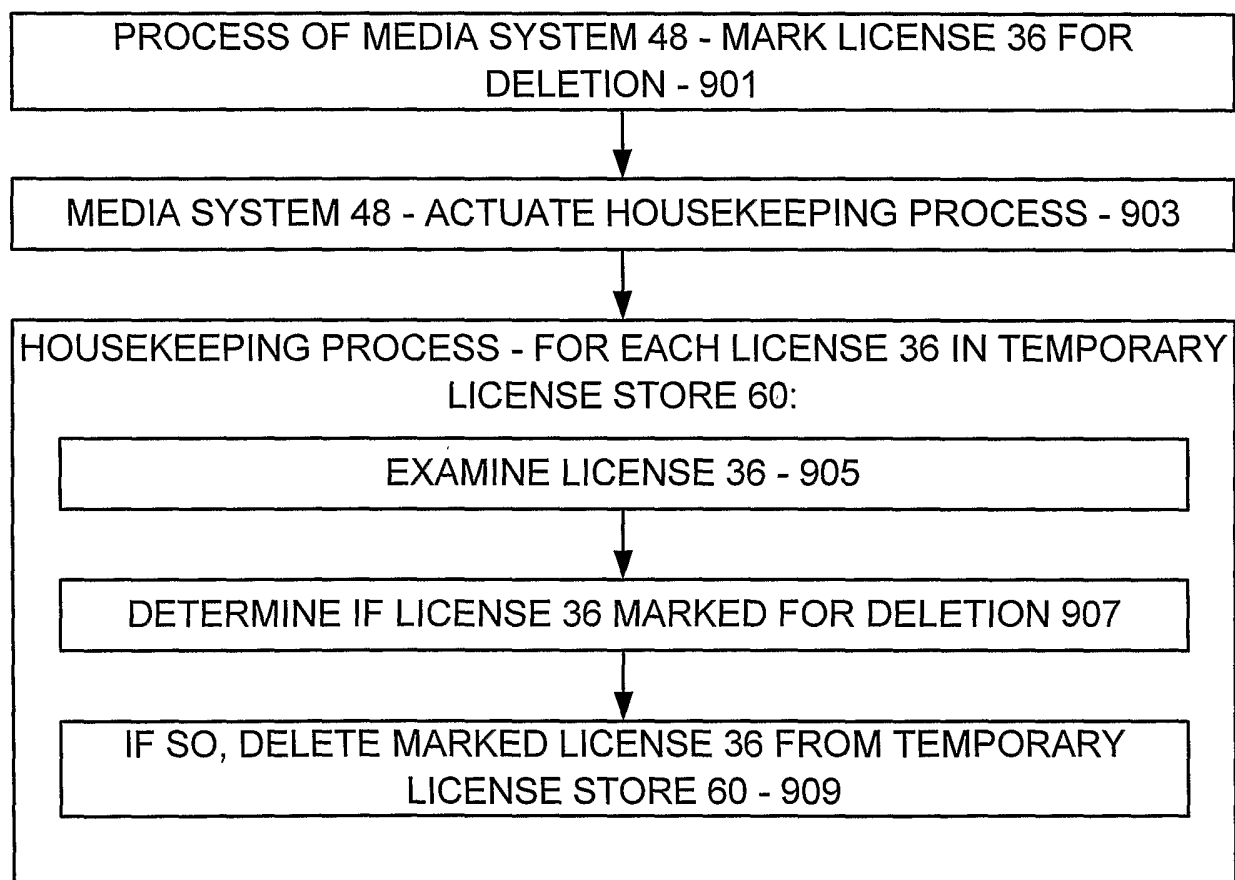 PROCESS OF MEDIA SYSTEM 48 - MARK LICENSE 36 FOR
DELETION - 901
MEDIA SYSTEM 48 - ACTUATE HOUSEKEEPING PROCESS - 903
HOUSEKEEPING PROCESS - FOR EACH LICENSE 36 IN TEMPORARY
LICENSE STORE 60:
EXAMINE LICENSE 36 - 905
DETERMINE IF LICENSE 36 MARKED FOR DELETION 907
IF SO, DELETE MARKED LICENSE 36 FROM TEMPORARY
LICENSE STORE 60 - 909